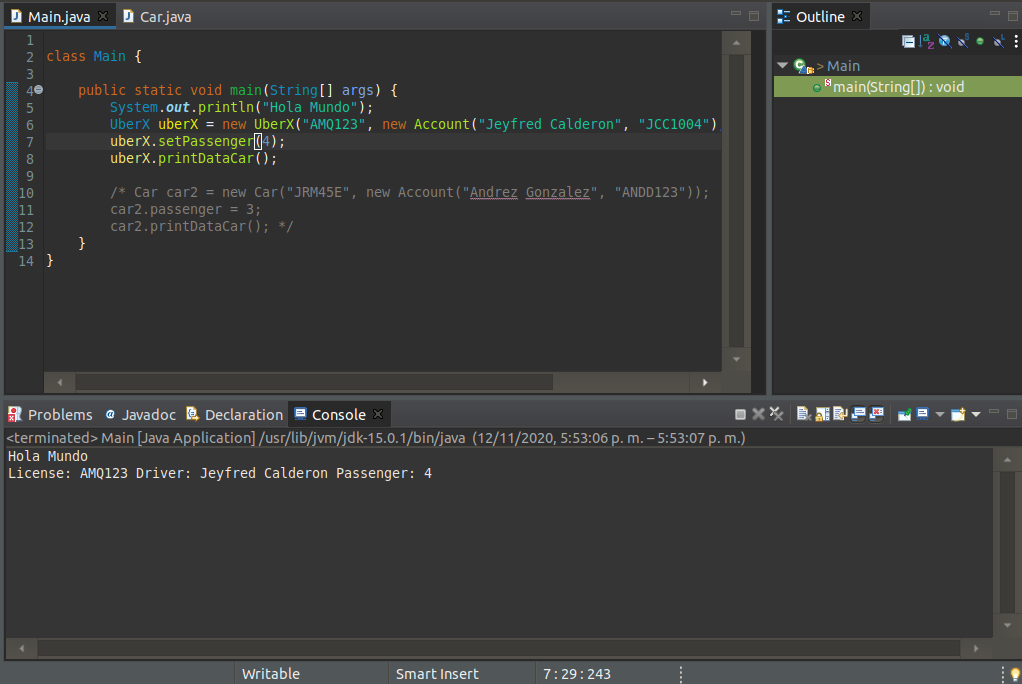 Main.java Car.java
1
2 class Main {
3
4 public static void main(String[] args) {
5 System.out.println("Hola Mundo");
6 UberX uberX = new UberX("AMQ123", new Account("Jeyfred Calderon", "JCC1004")
7 uberX.setPassenger(4);
8 uberX.printDataCar();
9
10 /* Car car2 = new Car("JRM45E", new Account("Andrez Gonzalez", "ANDD123"));
11 car2.passenger = 3;
12 car2.printDataCar(); */
13 }
14 }
Outline
> Main
main(String[]) : void
Problems Javadoc Declaration Console
<terminated> Main [Java Application] /usr/lib/jvm/jdk-15.0.1/bin/java (12/11/2020, 5:53:06 p. m. – 5:53:07 p. m.)
Hola Mundo
License: AMQ123 Driver: Jeyfred Calderon Passenger: 4
Writable Smart Insert 7 : 29 : 243